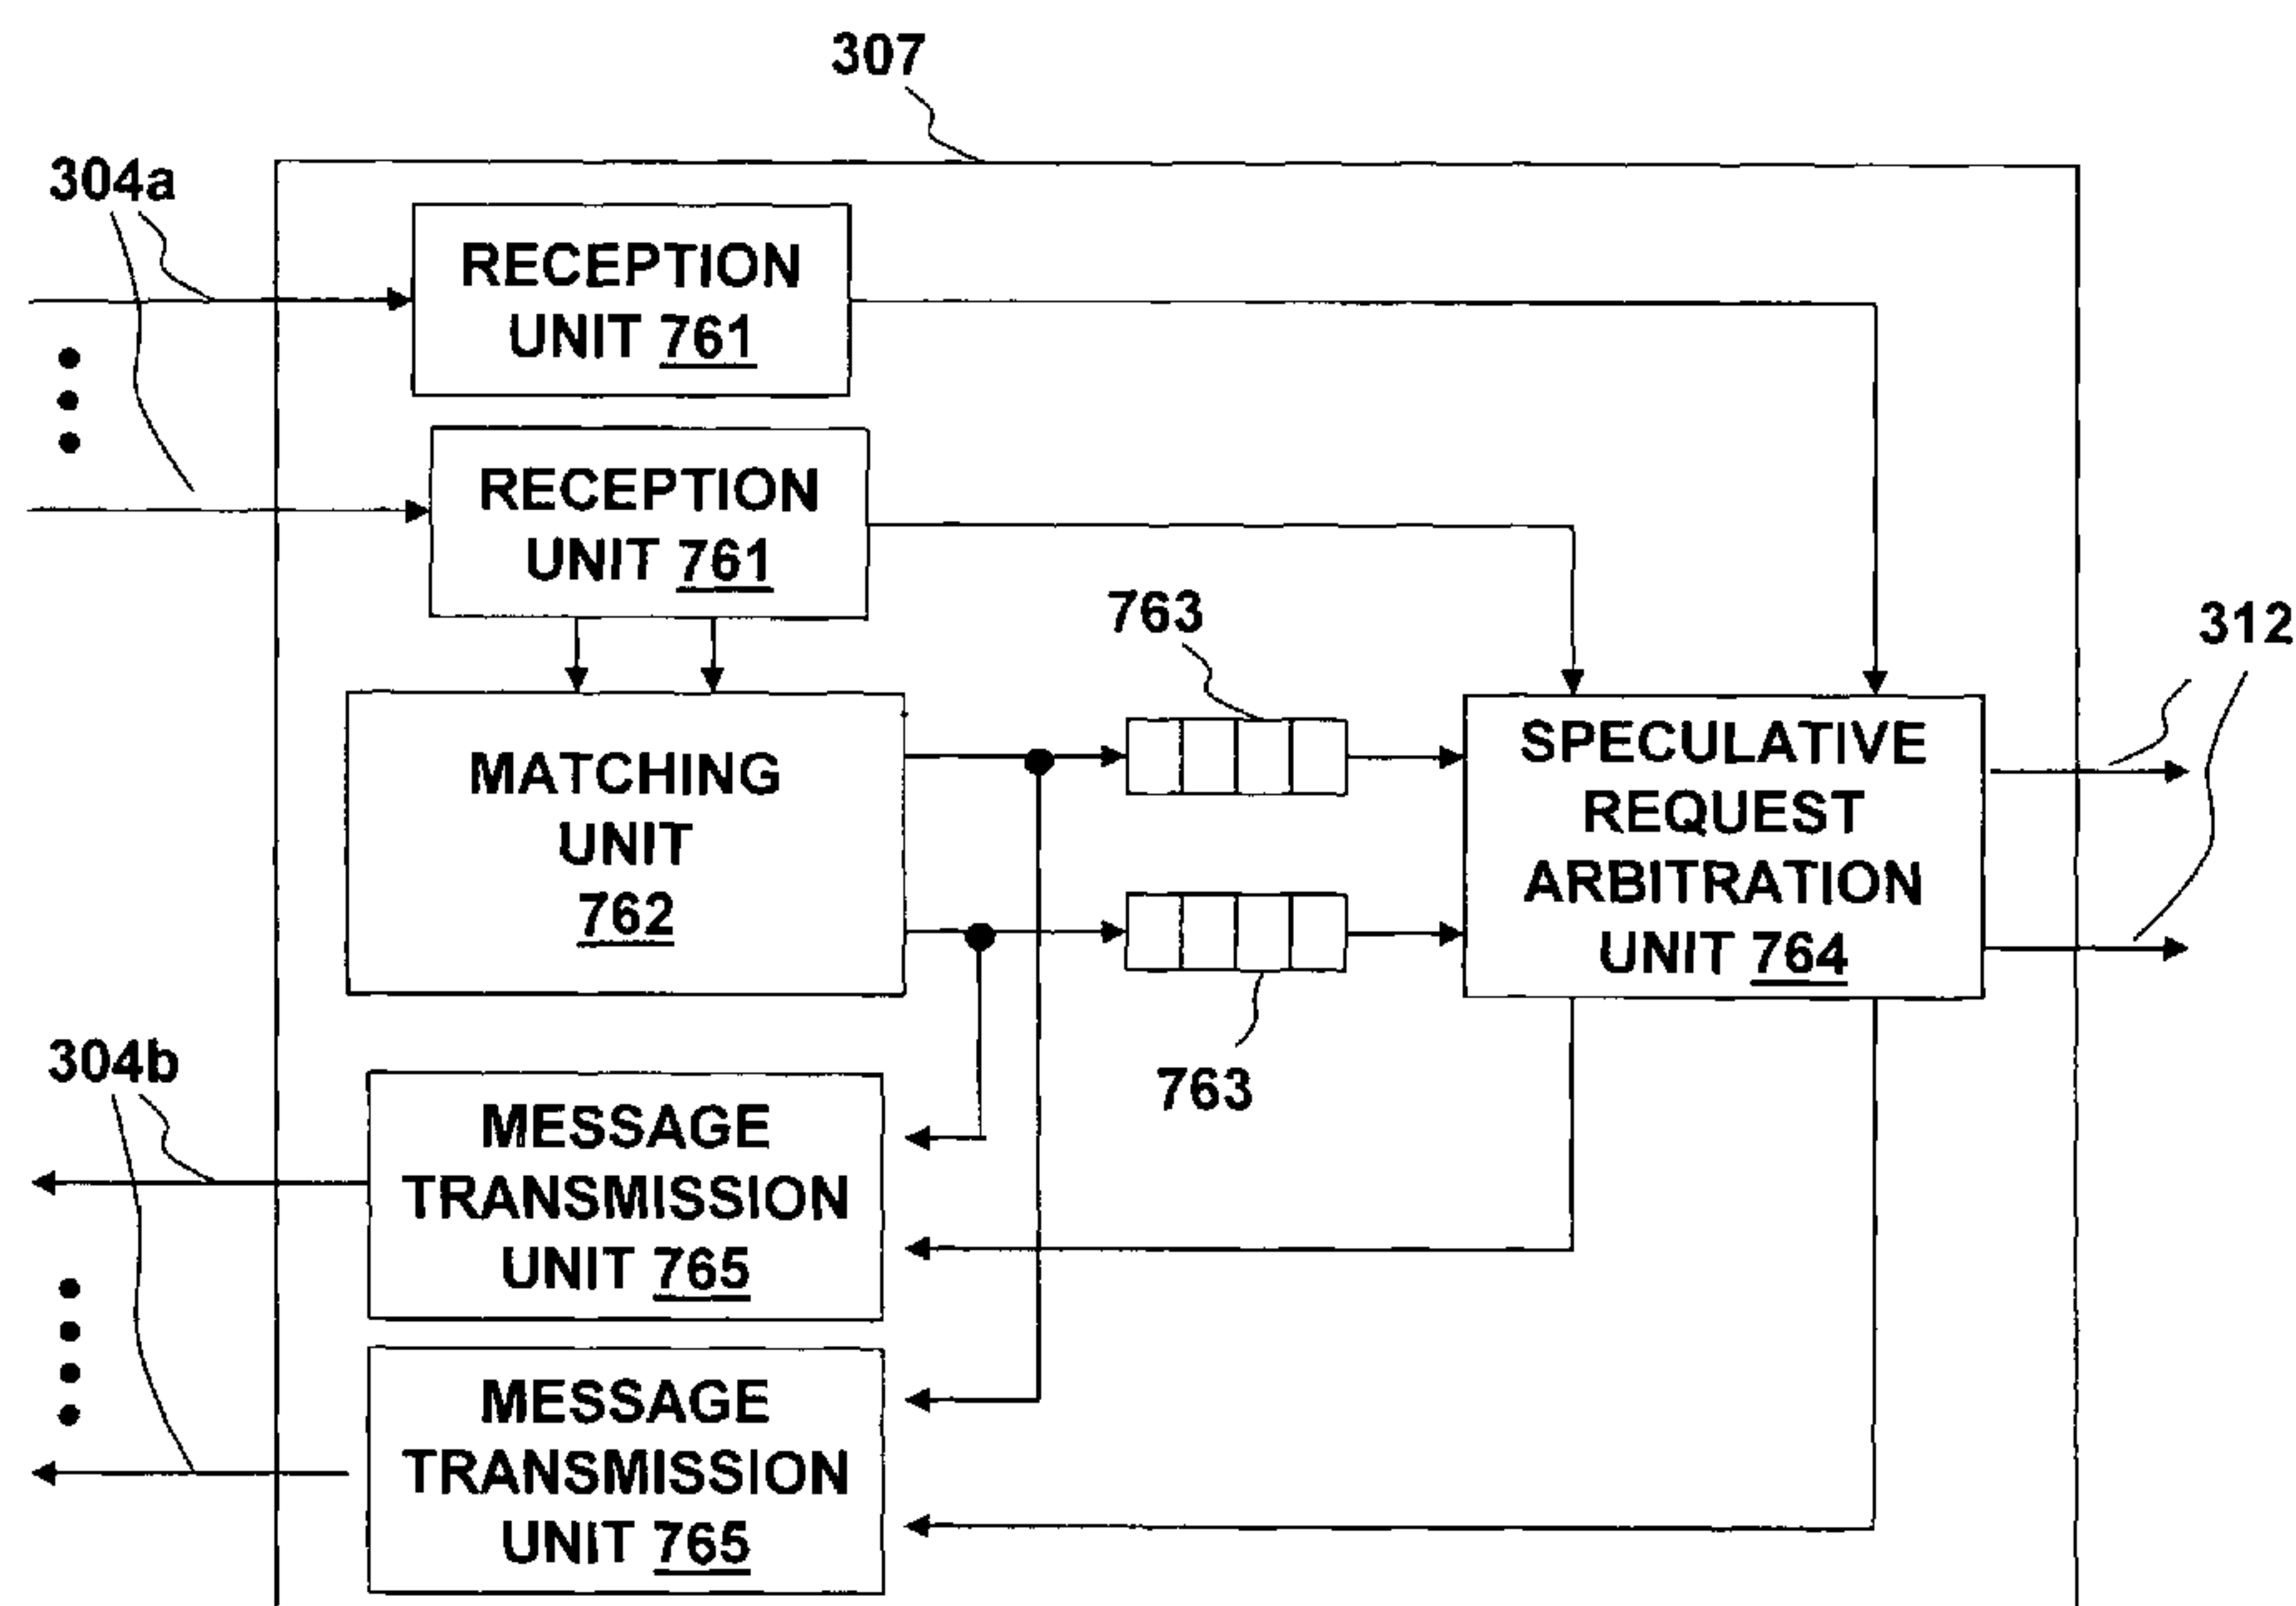 307
304a
RECEPTION
UNIT 761
RECEPTION
UNIT 761
763
312
MATCHING
UNIT
762
SPECULATIVE
REQUEST
ARBITRATION
UNIT 764
763
304b
MESSAGE
TRANSMISSION
UNIT 765
MESSAGE
TRANSMISSION
UNIT 765